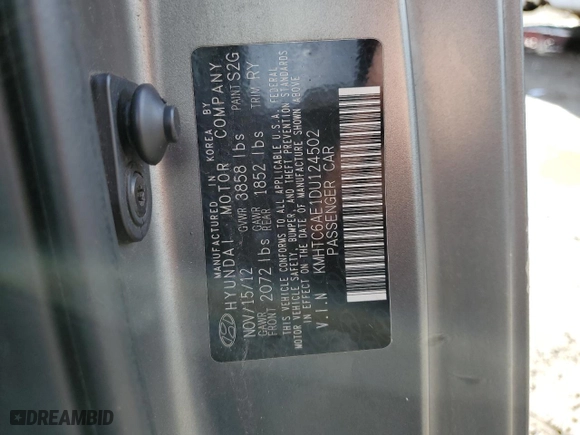 MANUFACTURED IN KOREA BY
HYUNDAI MOTOR COMPANY
NOV/15/12 GVWR 3858 lbs PAINT S2G
GAWR FRONT 2072 lbs GAWR REAR 1852 lbs TRIM RY
THIS VEHICLE CONFORMS TO ALL APPLICABLE U.S.A. FEDERAL
MOTOR VEHICLE SAFETY, BUMPER, AND THEFT PREVENTION STANDARDS
IN EFFECT ON THE DATE OF MANUFACTURE SHOWN ABOVE
V.I.N KMHTC6AE1DU124502
PASSENGER CAR
DREAMBID